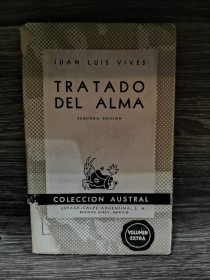 JUAN LUIS VIVES
TRATADO
DEL ALMA
SEGUNDA EDICION
COLECCION AUSTRAL
ESPASA-CALPE ARGENTINA, S. A.
BUENOS AIRES-MEXICO
VOLUMEN
EXTRA